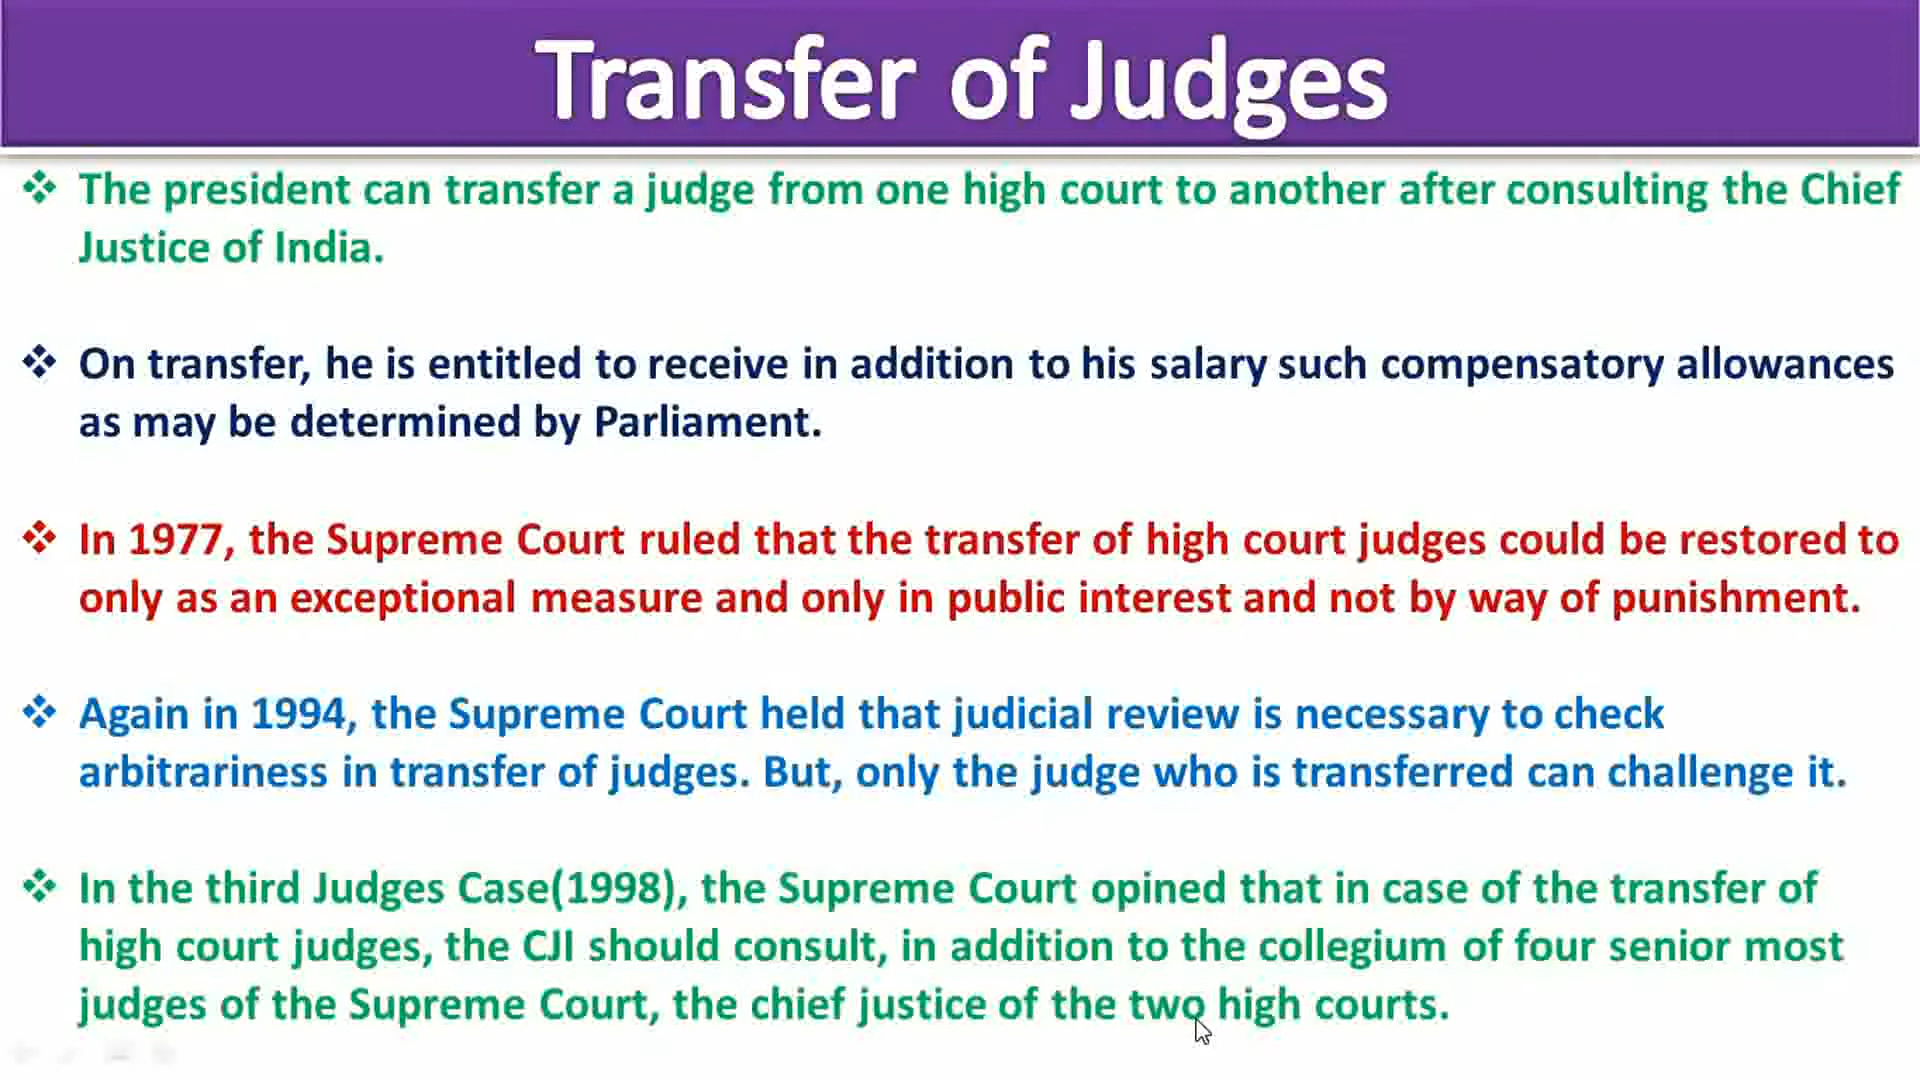 Transfer of Judges
❖ The president can transfer a judge from one high court to another after consulting the Chief
Justice of India.
❖ On transfer, he is entitled to receive in addition to his salary such compensatory allowances
as may be determined by Parliament.
❖ In 1977, the Supreme Court ruled that the transfer of high court judges could be restored to
only as an exceptional measure and only in public interest and not by way of punishment.
❖ Again in 1994, the Supreme Court held that judicial review is necessary to check
arbitrariness in transfer of judges. But, only the judge who is transferred can challenge it.
❖ In the third Judges Case(1998), the Supreme Court opined that in case of the transfer of
high court judges, the CJI should consult, in addition to the collegium of four senior most
judges of the Supreme Court, the chief justice of the two high courts.